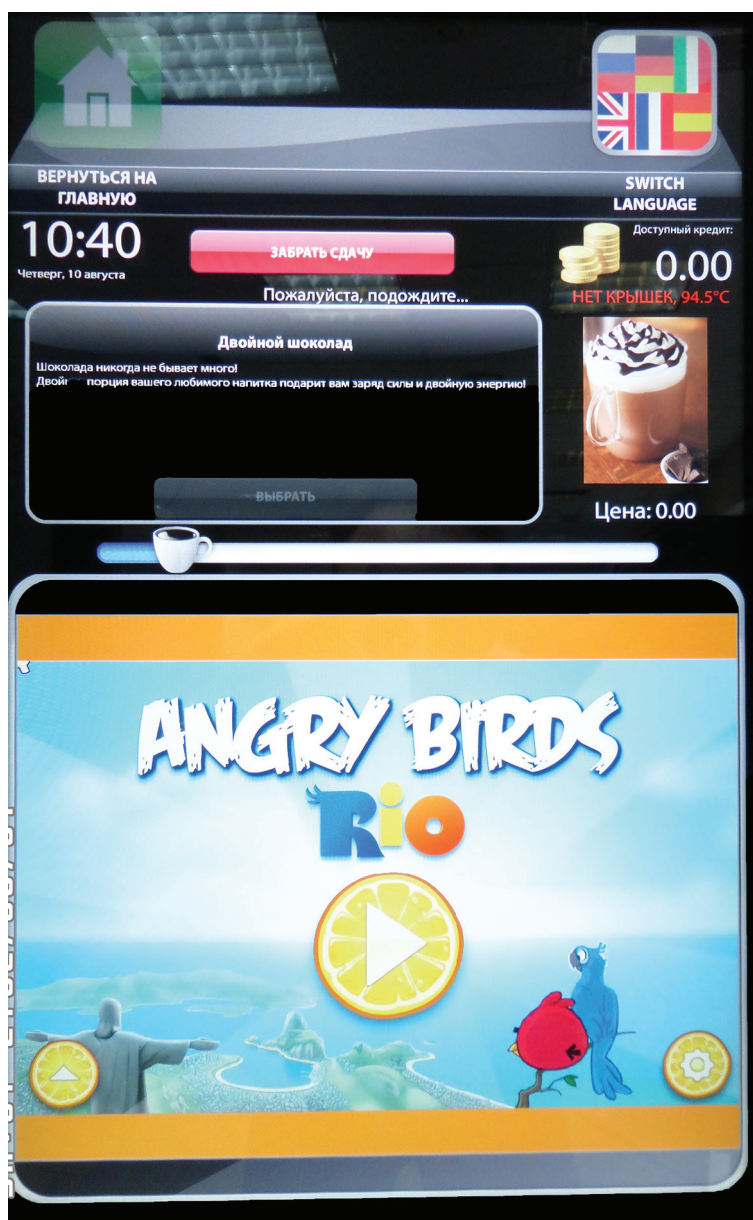 ВЕРНУТЬСЯ НА
ГЛАВНУЮ
SWITCH
LANGUAGE
10:40
Четверг, 10 августа
ЗАБРАТЬ СДАЧУ
Доступный кредит:
0.00
Пожалуйста, подождите...
НЕТ КРЫШЕК, 94.5°C
Двойной шоколад
Шоколада никогда не бывает много!
порция вашего любимого напитка подарит вам заряд силы и двойную энергию!
ВЫБРАТЬ
Цена: 0.00
ANGRY BIRDS
Rio